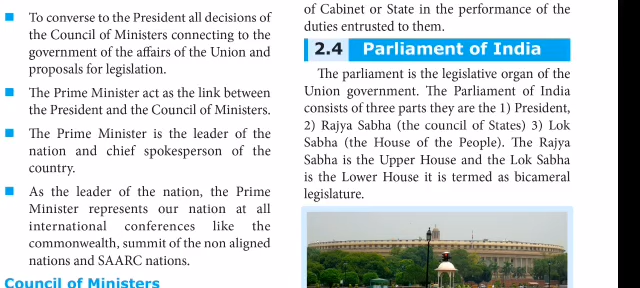 To converse to the President all decisions of
the Council of Ministers connecting to the
government of the affairs of the Union and
proposals for legislation.
The Prime Minister act as the link between
the President and the Council of Ministers.
The Prime Minister is the leader of the
nation and chief spokesperson of the
country.
As the leader of the nation, the Prime
Minister represents our nation at all
international conferences like the
commonwealth, summit of the non aligned
nations and SAARC nations.
Council of Ministers
of Cabinet or State in the performance of the
duties entrusted to them.
2.4 Parliament of India
The parliament is the legislative organ of the
Union government. The Parliament of India
consists of three parts they are the 1) President,
2) Rajya Sabha (the council of States) 3) Lok
Sabha (the House of the People). The Rajya
Sabha is the Upper House and the Lok Sabha
is the Lower House it is termed as bicameral
legislature.